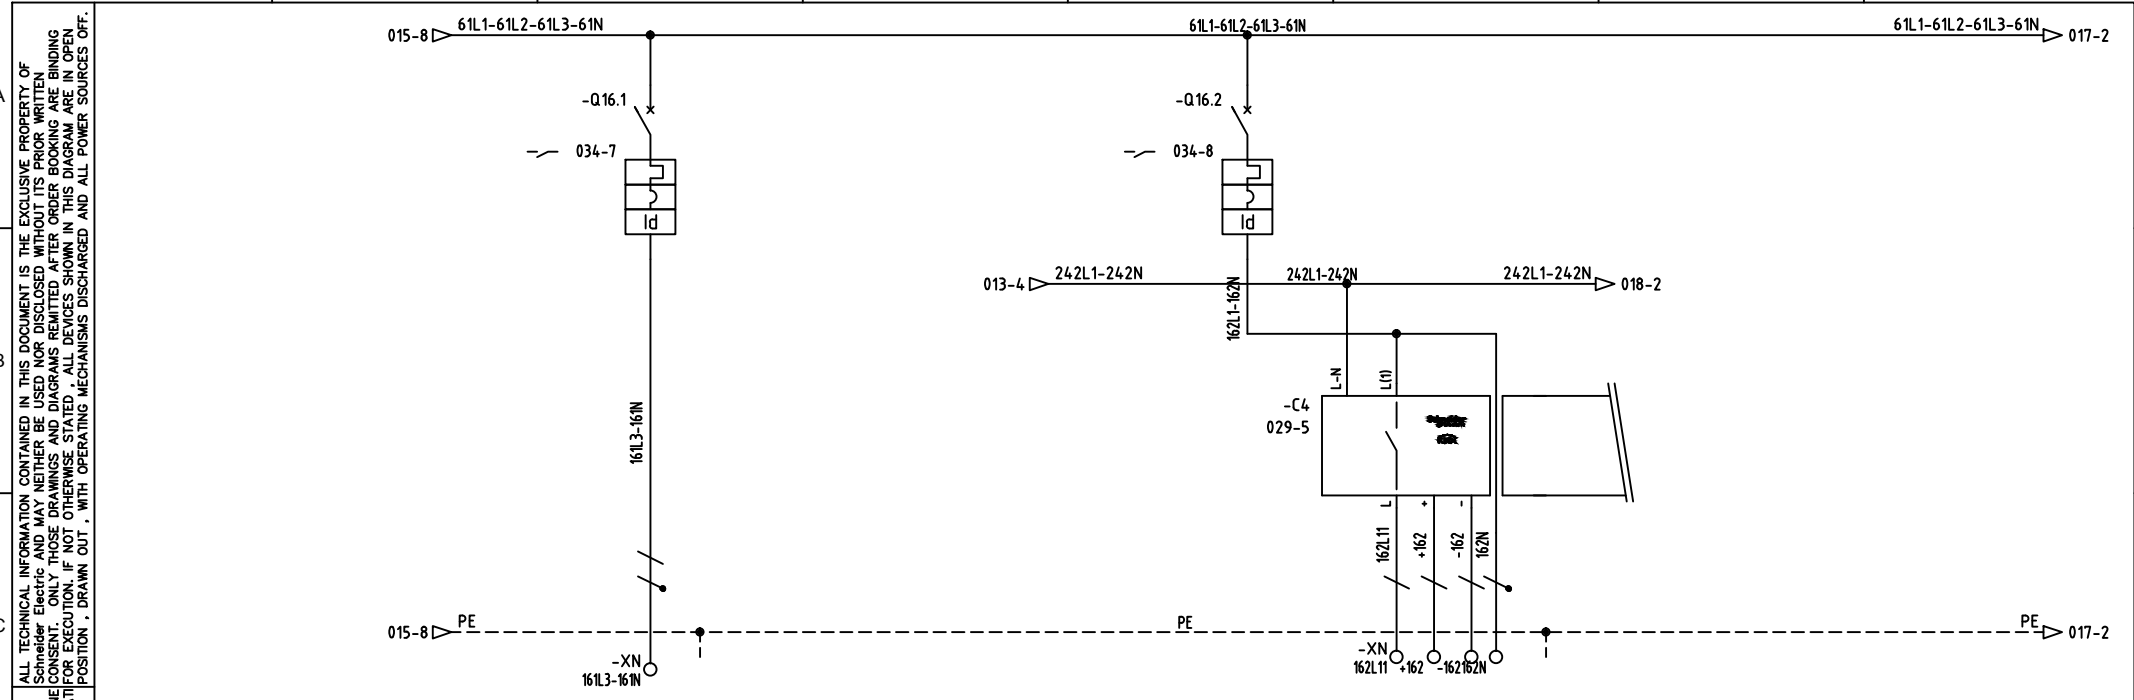 ALL TECHNICAL INFORMATION CONTAINED IN THIS DOCUMENT IS THE EXCLUSIVE PROPERTY OF
Schneider Electric AND MAY NEITHER BE USED NOR DISCLOSED WITHOUT ITS PRIOR WRITTEN
CONSENT. ONLY THOSE DRAWINGS AND DIAGRAMS REMITTED AFTER ORDER BOOKING ARE BINDING
FOR EXECUTION. IF NOT OTHERWISE STATED , ALL DEVICES SHOWN IN THIS DIAGRAM ARE IN OPEN
POSITION , DRAWN OUT , WITH OPERATING MECHANISMS DISCHARGED AND ALL POWER SOURCES OFF.
015-8
61L1-61L2-61L3-61N
61L1-61L2-61L3-61N
61L1-61L2-61L3-61N
017-2
-Q16.1
-Q16.2
034-7
034-8
Id
Id
013-4
242L1-242N
242L1-242N
242L1-242N
018-2
162L1-162N
L-N
L(1)
-C4
029-5
161L3-161N
L
+
-
162L11
+162
-162
162N
015-8
PE
PE
PE
017-2
-XN
161L3-161N
-XN
162L11
+162
-162
162N